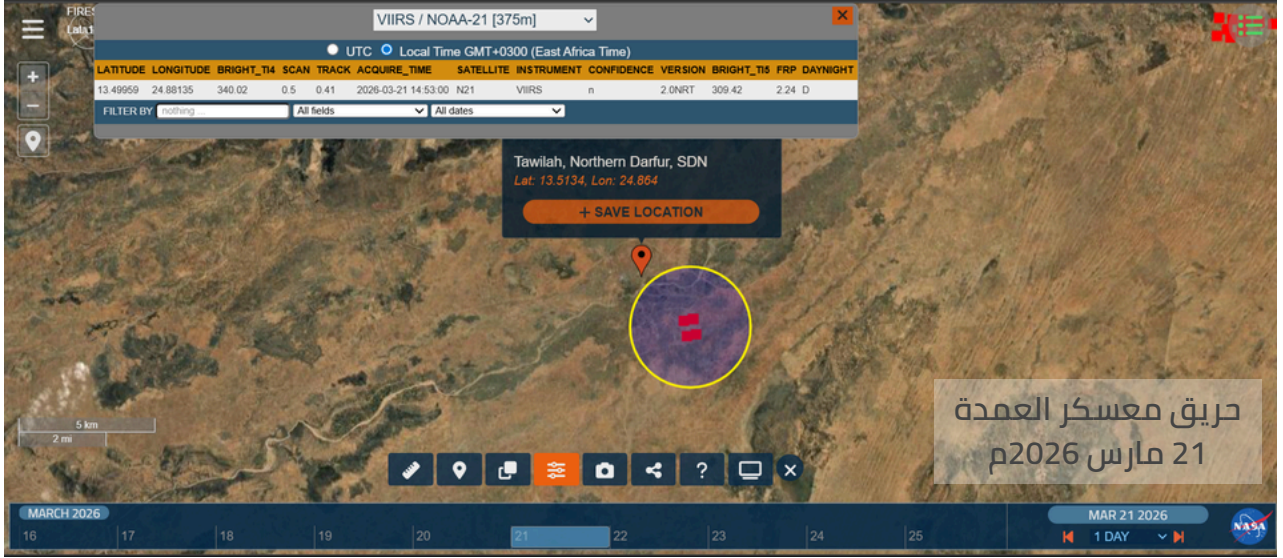 FIRES
VIIRS / NOAA-21 [375m]
UTC Local Time GMT+0300 (East Africa Time)
LATITUDE LONGITUDE BRIGHT_TI4 SCAN TRACK ACQUIRE_TIME SATELLITE INSTRUMENT CONFIDENCE VERSION BRIGHT_TI5 FRP DAYNIGHT
13.49959 24.88135 340.02 0.5 0.41 2026-03-21 14:53:00 N21 VIIRS n 2.0NRT 309.42 2.24 D
FILTER BY nothing ... All fields All dates
Tawilah, Northern Darfur, SDN
Lat: 13.5134, Lon: 24.864
+ SAVE LOCATION
5 km
2 mi
حريق معسكر العمدة
21 مارس 2026م
MARCH 2026
16 17 18 19 20 21 22 23 24 25
MAR 21 2026
1 DAY
NASA